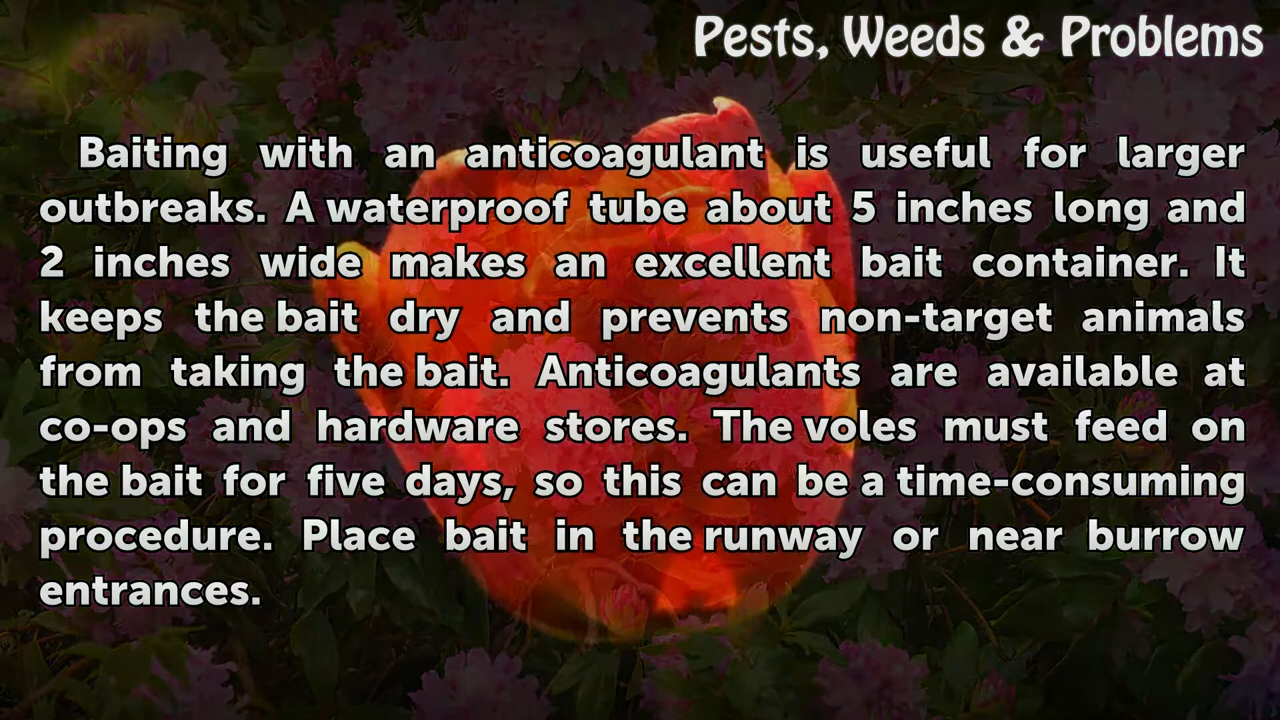 Pests, Weeds & Problems
Baiting with an anticoagulant is useful for larger
outbreaks. A waterproof tube about 5 inches long and
2 inches wide makes an excellent bait container. It
keeps the bait dry and prevents non-target animals
from taking the bait. Anticoagulants are available at
co-ops and hardware stores. The voles must feed on
the bait for five days, so this can be a time-consuming
procedure. Place bait in the runway or near burrow
entrances.